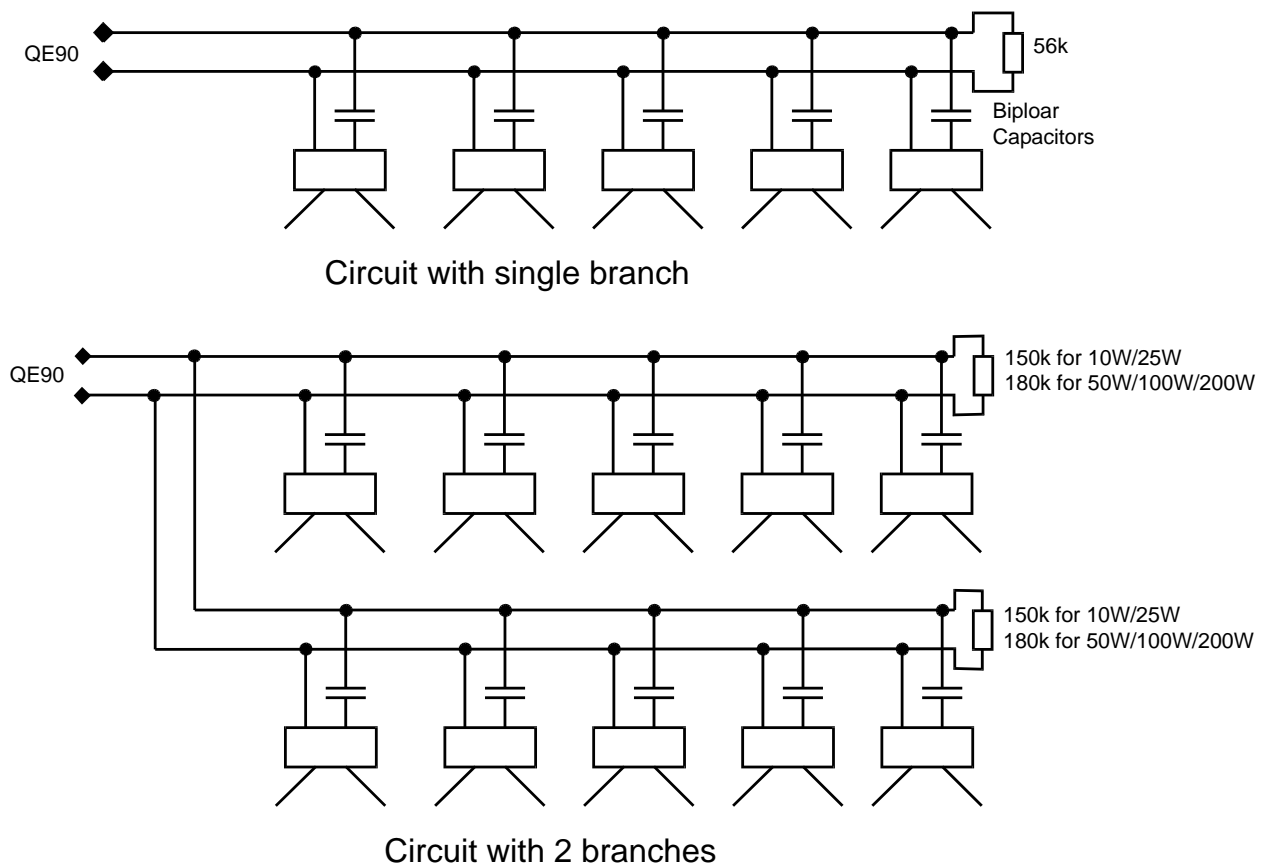 QE90
56k
Biploar
Capacitors
Circuit with single branch
QE90
150k for 10W/25W
180k for 50W/100W/200W
150k for 10W/25W
180k for 50W/100W/200W
Circuit with 2 branches